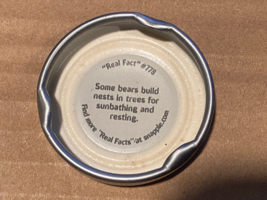 "Real Fact" #778
Some bears build
nests in trees for
sunbathing and
resting.
Find more "Real Facts" at snapple.com